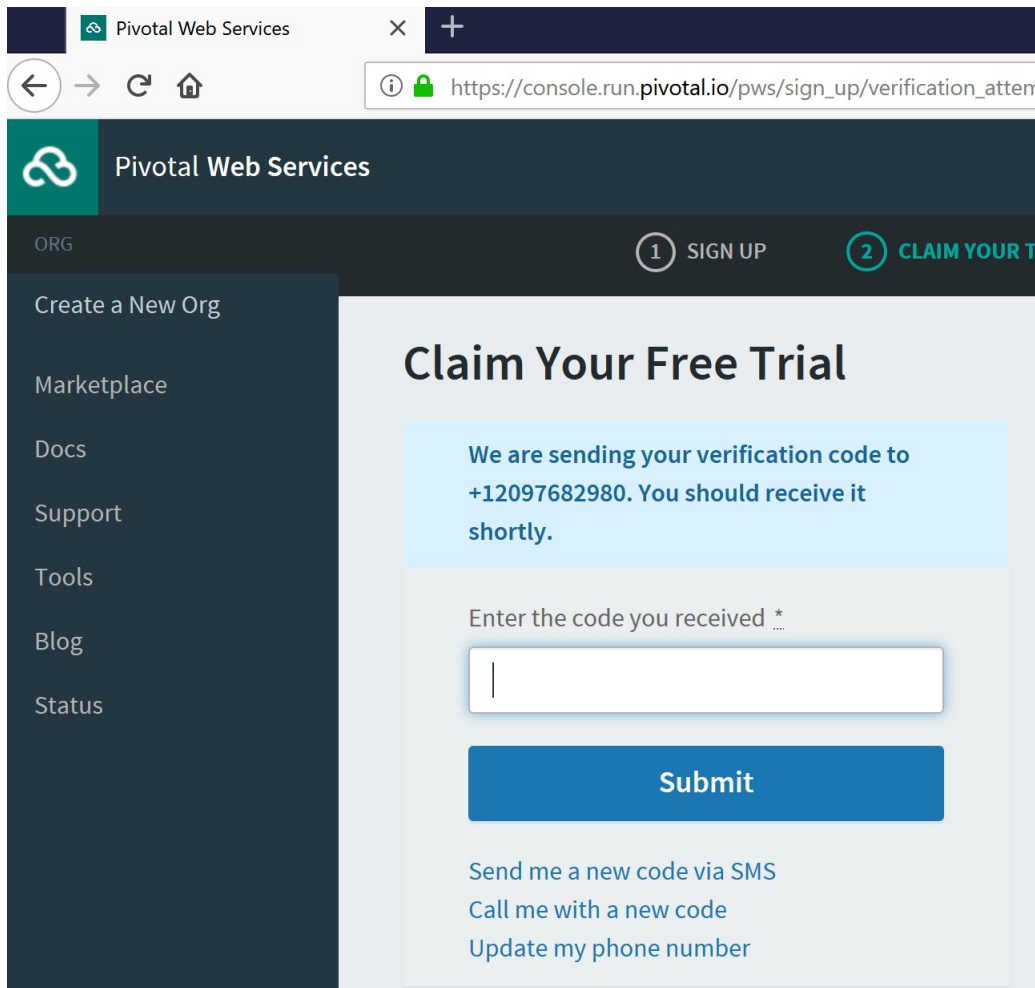 Pivotal Web Services
https://console.run.pivotal.io/pws/sign_up/verification_attem
Pivotal Web Services
ORG
1 SIGN UP
2 CLAIM YOUR T
Create a New Org
Marketplace
Docs
Support
Tools
Blog
Status
Claim Your Free Trial
We are sending your verification code to
+12097682980. You should receive it
shortly.
Enter the code you received *
Submit
Send me a new code via SMS
Call me with a new code
Update my phone number